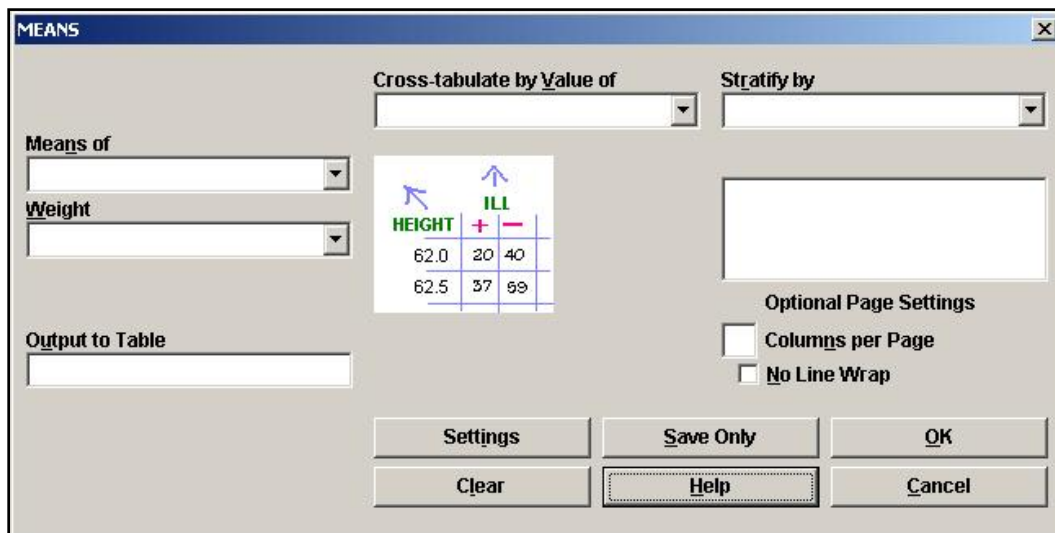 MEANS
Cross-tabulate by Value of
Stratify by
Means of
Weight
ILL
HEIGHT + −
62.0 20 40
62.5 37 59
Optional Page Settings
Output to Table
Columns per Page
No Line Wrap
Settings Save Only OK
Clear Help Cancel